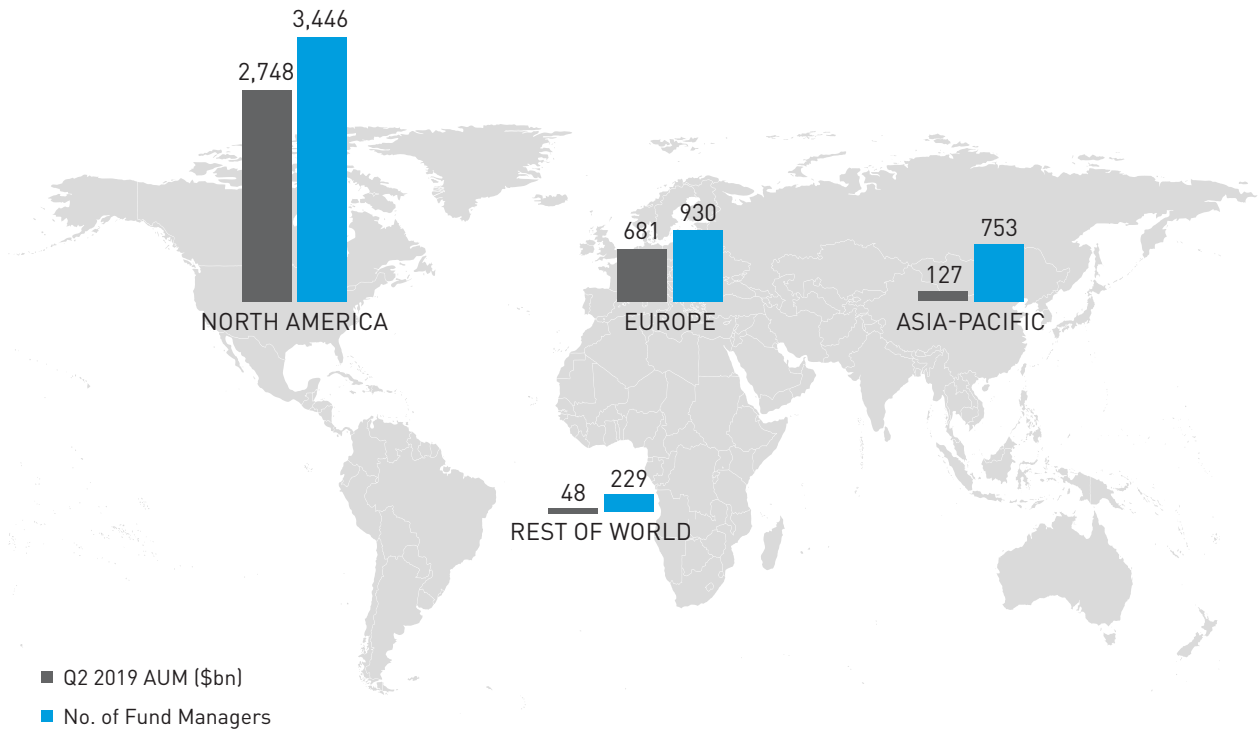 3,446
2,748
NORTH AMERICA
681
930
EUROPE
127
753
ASIA-PACIFIC
48
229
REST OF WORLD
Q2 2019 AUM ($bn)
No. of Fund Managers